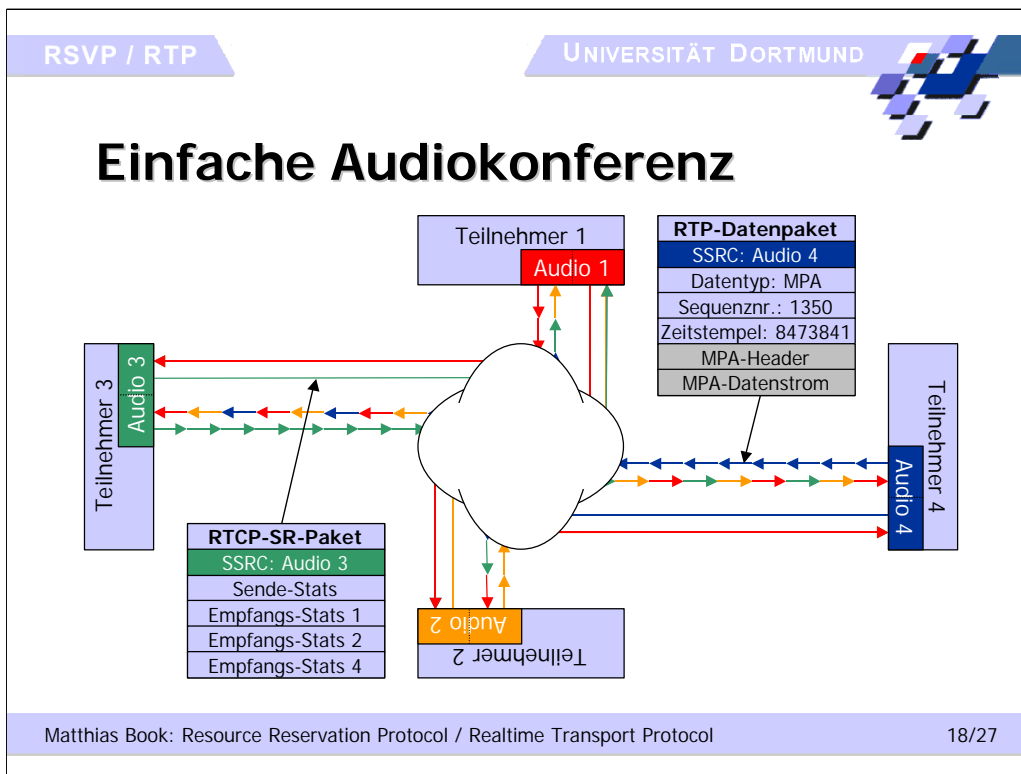 RSVP / RTP
UNIVERSITÄT DORTMUND
Einfache Audiokonferenz
Teilnehmer 1
Audio 1
RTP-Datenpaket
SSRC: Audio 4
Datentyp: MPA
Sequenznr.: 1350
Zeitstempel: 8473841
MPA-Header
MPA-Datenstrom
Teilnehmer 3
Audio 3
Teilnehmer 4
Audio 4
RTCP-SR-Paket
SSRC: Audio 3
Sende-Stats
Empfangs-Stats 1
Empfangs-Stats 2
Empfangs-Stats 4
Audio 2
Teilnehmer 2
Matthias Book: Resource Reservation Protocol / Realtime Transport Protocol
18/27